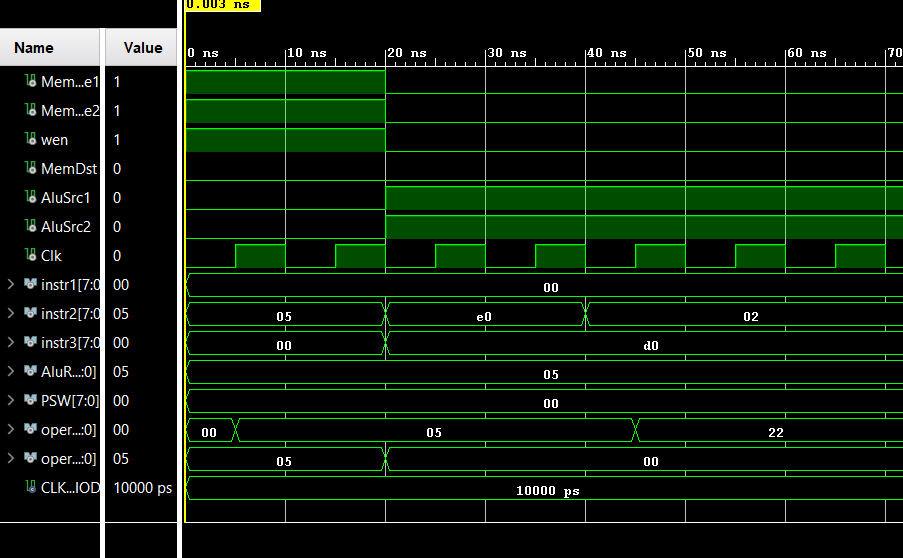 0.003 ns
Name Value
0 ns 10 ns 20 ns 30 ns 40 ns 50 ns 60 ns 70
Mem...e1 1
Mem...e2 1
wen 1
MemDst 0
AluSrc1 0
AluSrc2 0
Clk 0
instr1[7:0 00 00
instr2[7:0 05 05 e0 02
instr3[7:0 00 00 d0
AluR...:0] 05 05
PSW[7:0] 00 00
oper...:0] 00 00 05 22
oper...:0] 05 05 00
CLK...IOD 10000 ps 10000 ps